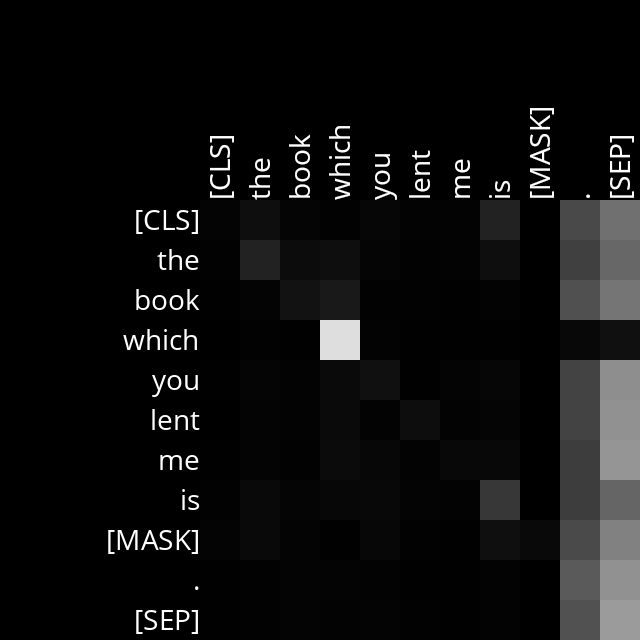 [CLS] the book which you lent me is [MASK] . [SEP]
[CLS]
the
book
which
you
lent
me
is
[MASK]
.
[SEP]